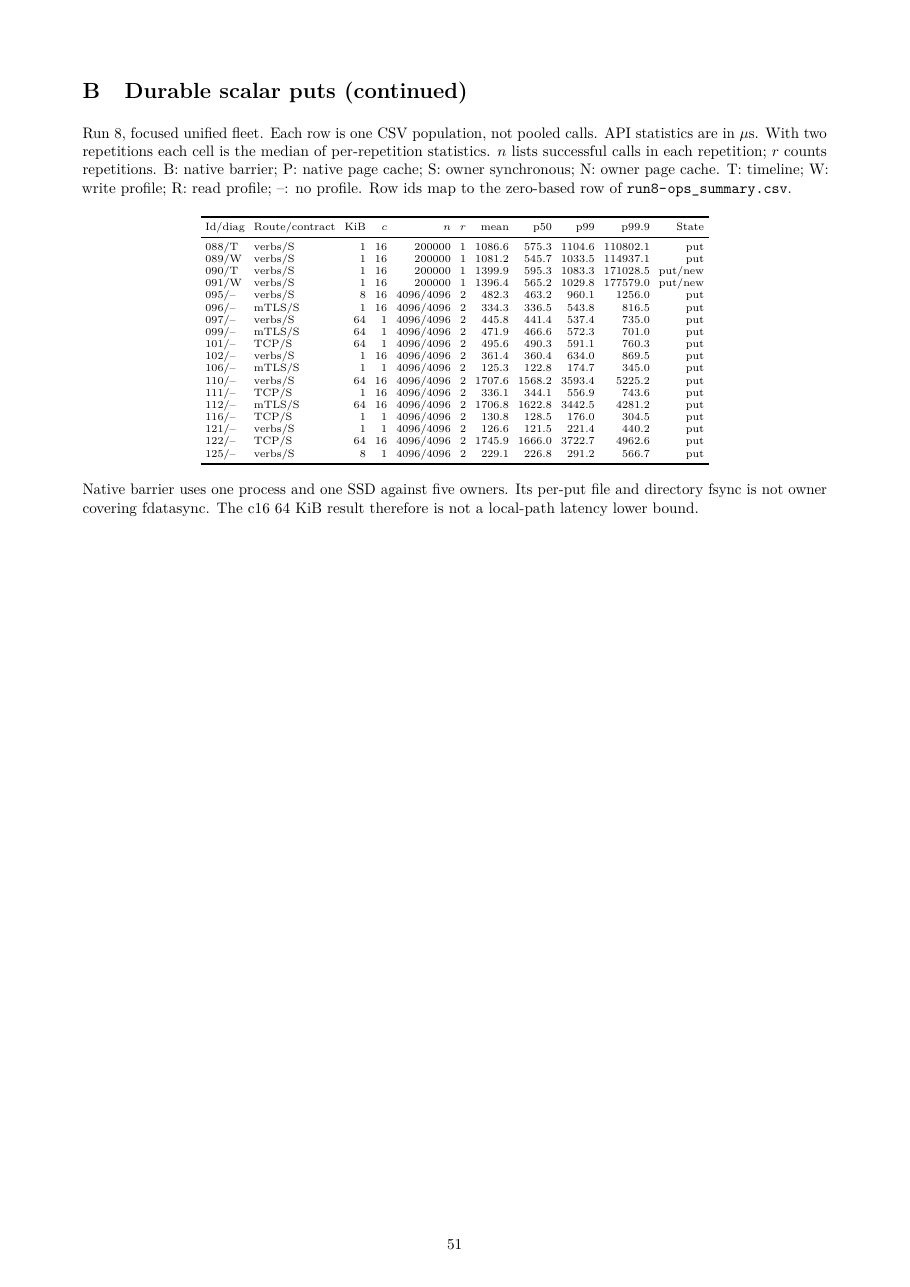 B Durable scalar puts (continued)
Run 8, focused unified fleet. Each row is one CSV population, not pooled calls. API statistics are in μs. With two
repetitions each cell is the median of per-repetition statistics. n lists successful calls in each repetition; r counts
repetitions. B: native barrier; P: native page cache; S: owner synchronous; N: owner page cache. T: timeline; W:
write profile; R: read profile; –: no profile. Row ids map to the zero-based row of run8-ops_summary.csv.
Id/diag Route/contract KiB c n r mean p50 p99 p99.9 State
088/T verbs/S 1 16 200000 1 1086.6 575.3 1104.6 110802.1 put
089/W verbs/S 1 16 200000 1 1081.2 545.7 1033.5 114937.1 put
090/T verbs/S 1 16 200000 1 1399.9 595.3 1083.3 171028.5 put/new
091/W verbs/S 1 16 200000 1 1396.4 565.2 1029.8 177579.0 put/new
095/– verbs/S 8 16 4096/4096 2 482.3 463.2 960.1 1256.0 put
096/– mTLS/S 1 16 4096/4096 2 334.3 336.5 543.8 816.5 put
097/– verbs/S 64 1 4096/4096 2 445.8 441.4 537.4 735.0 put
099/– mTLS/S 64 1 4096/4096 2 471.9 466.6 572.3 701.0 put
101/– TCP/S 64 1 4096/4096 2 495.6 490.3 591.1 760.3 put
102/– verbs/S 1 16 4096/4096 2 361.4 360.4 634.0 869.5 put
106/– mTLS/S 1 1 4096/4096 2 125.3 122.8 174.7 345.0 put
110/– verbs/S 64 16 4096/4096 2 1707.6 1568.2 3593.4 5225.2 put
111/– TCP/S 1 16 4096/4096 2 336.1 344.1 556.9 743.6 put
112/– mTLS/S 64 16 4096/4096 2 1706.8 1622.8 3442.5 4281.2 put
116/– TCP/S 1 1 4096/4096 2 130.8 128.5 176.0 304.5 put
121/– verbs/S 1 1 4096/4096 2 126.6 121.5 221.4 440.2 put
122/– TCP/S 64 16 4096/4096 2 1745.9 1666.0 3722.7 4962.6 put
125/– verbs/S 8 1 4096/4096 2 229.1 226.8 291.2 566.7 put
Native barrier uses one process and one SSD against five owners. Its per-put file and directory fsync is not owner
covering fdatasync. The c16 64 KiB result therefore is not a local-path latency lower bound.
51